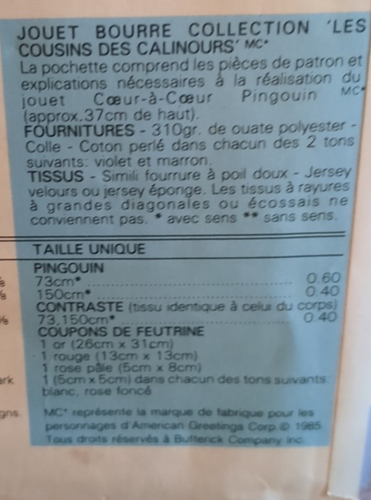 JOUET BOURRE COLLECTION 'LES
COUSINS DES CALINOURS' MC*
La pochette comprend les pièces de patron et
explications nécessaires à la réalisation du
jouet Cœur-à-Cœur Pingouin MC*
(approx.37cm de haut).
FOURNITURES - 310gr. de ouate polyester -
Colle - Coton perlé dans chacun des 2 tons
suivants: violet et marron.
TISSUS - Simili fourrure à poil doux - Jersey
velours ou jersey éponge. Les tissus à rayures
à grandes diagonales ou écossais ne
conviennent pas. * avec sens ** sans sens.
TAILLE UNIQUE
PINGOUIN
73cm* 0.60
150cm* 0.40
CONTRASTE (tissu identique à celui du corps)
73,150cm* 0.40
COUPONS DE FEUTRINE
1 or (26cm x 31cm)
1 rouge (13cm x 13cm)
1 rose pâle (5cm x 8cm)
1 (5cm x 5cm) dans chacun des tons suivants:
blanc, rose foncé
MC* représente la marque de fabrique pour les
personnages d'American Greetings Corp.© 1985
Tous droits réservés à Butterick Company Inc.